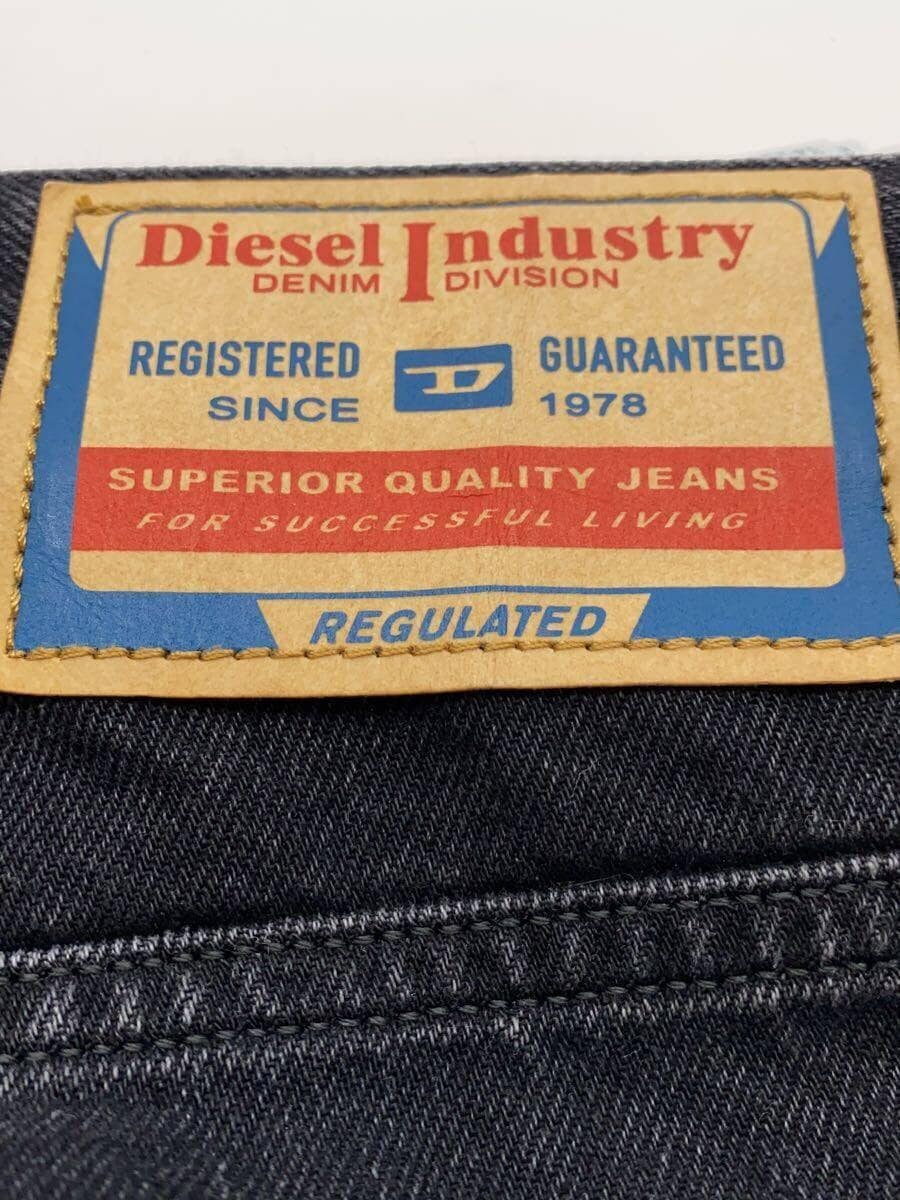 Diesel Industry
DENIM DIVISION
REGISTERED D GUARANTEED
SINCE 1978
SUPERIOR QUALITY JEANS
FOR SUCCESSFUL LIVING
REGULATED